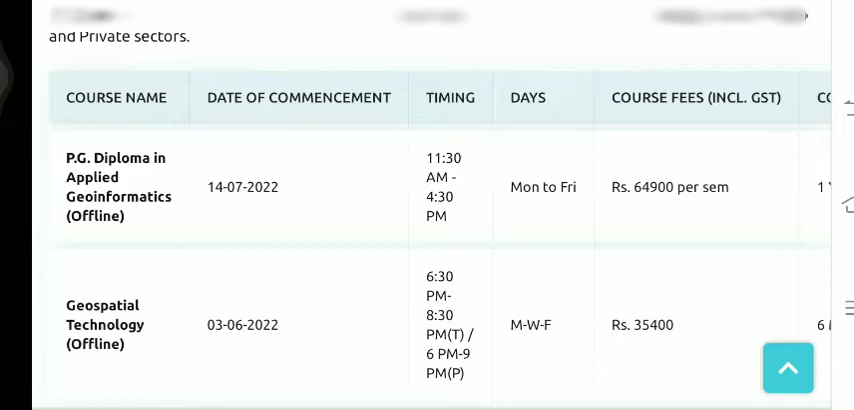 and Private sectors.
COURSE NAME DATE OF COMMENCEMENT TIMING DAYS COURSE FEES (INCL. GST)
P.G. Diploma in
Applied
Geoinformatics
(Offline)
14-07-2022
11:30
AM -
4:30
PM
Mon to Fri
Rs. 64900 per sem
1
Geospatial
Technology
(Offline)
03-06-2022
6:30
PM-
8:30
PM(T) /
6 PM-9
PM(P)
M-W-F
Rs. 35400
6